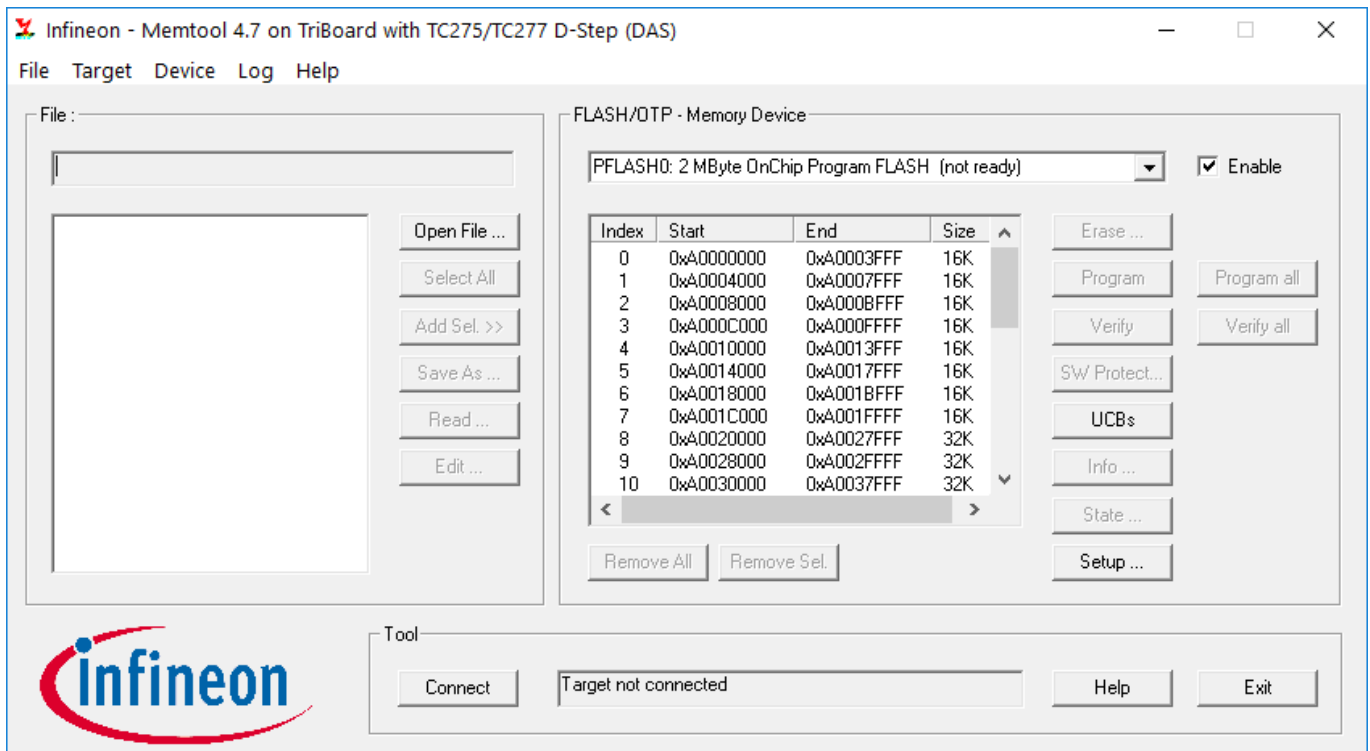 Infineon - Memtool 4.7 on TriBoard with TC275/TC277 D-Step (DAS)
File Target Device Log Help
File :
Open File ...
Select All
Add Sel. >>
Save As ...
Read ...
Edit ...
FLASH/OTP - Memory Device
PFLASH0: 2 MByte OnChip Program FLASH (not ready)
Enable
Index Start End Size
0 0xA0000000 0xA0003FFF 16K
1 0xA0004000 0xA0007FFF 16K
2 0xA0008000 0xA000BFFF 16K
3 0xA000C000 0xA000FFFF 16K
4 0xA0010000 0xA0013FFF 16K
5 0xA0014000 0xA0017FFF 16K
6 0xA0018000 0xA001BFFF 16K
7 0xA001C000 0xA001FFFF 16K
8 0xA0020000 0xA0027FFF 32K
9 0xA0028000 0xA002FFFF 32K
10 0xA0030000 0xA0037FFF 32K
Remove All Remove Sel.
Erase ...
Program Program all
Verify Verify all
SW Protect...
UCBs
Info ...
State ...
Setup ...
infineon
Tool
Connect Target not connected Help Exit